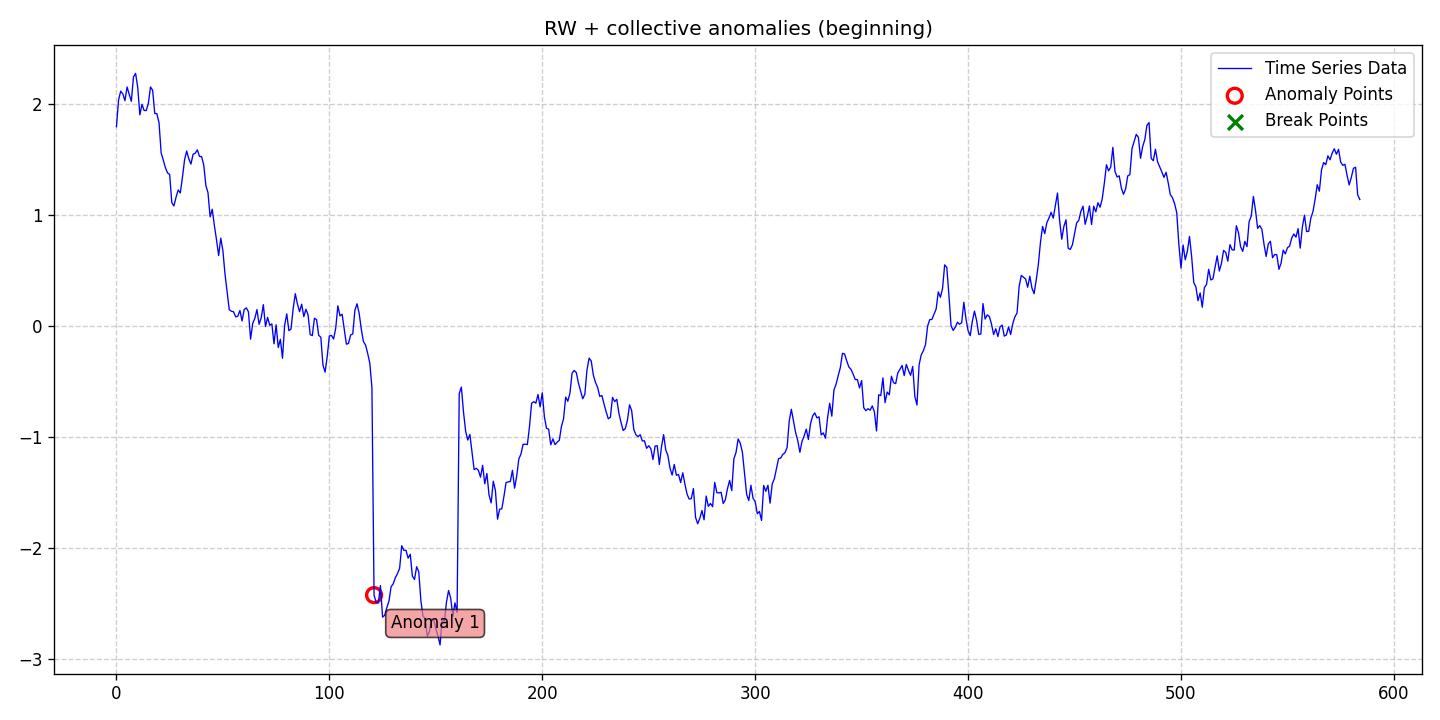 RW + collective anomalies (beginning)
Time Series Data
Anomaly Points
Break Points
2
1
0
−1
−2
−3
Anomaly 1
0
100
200
300
400
500
600